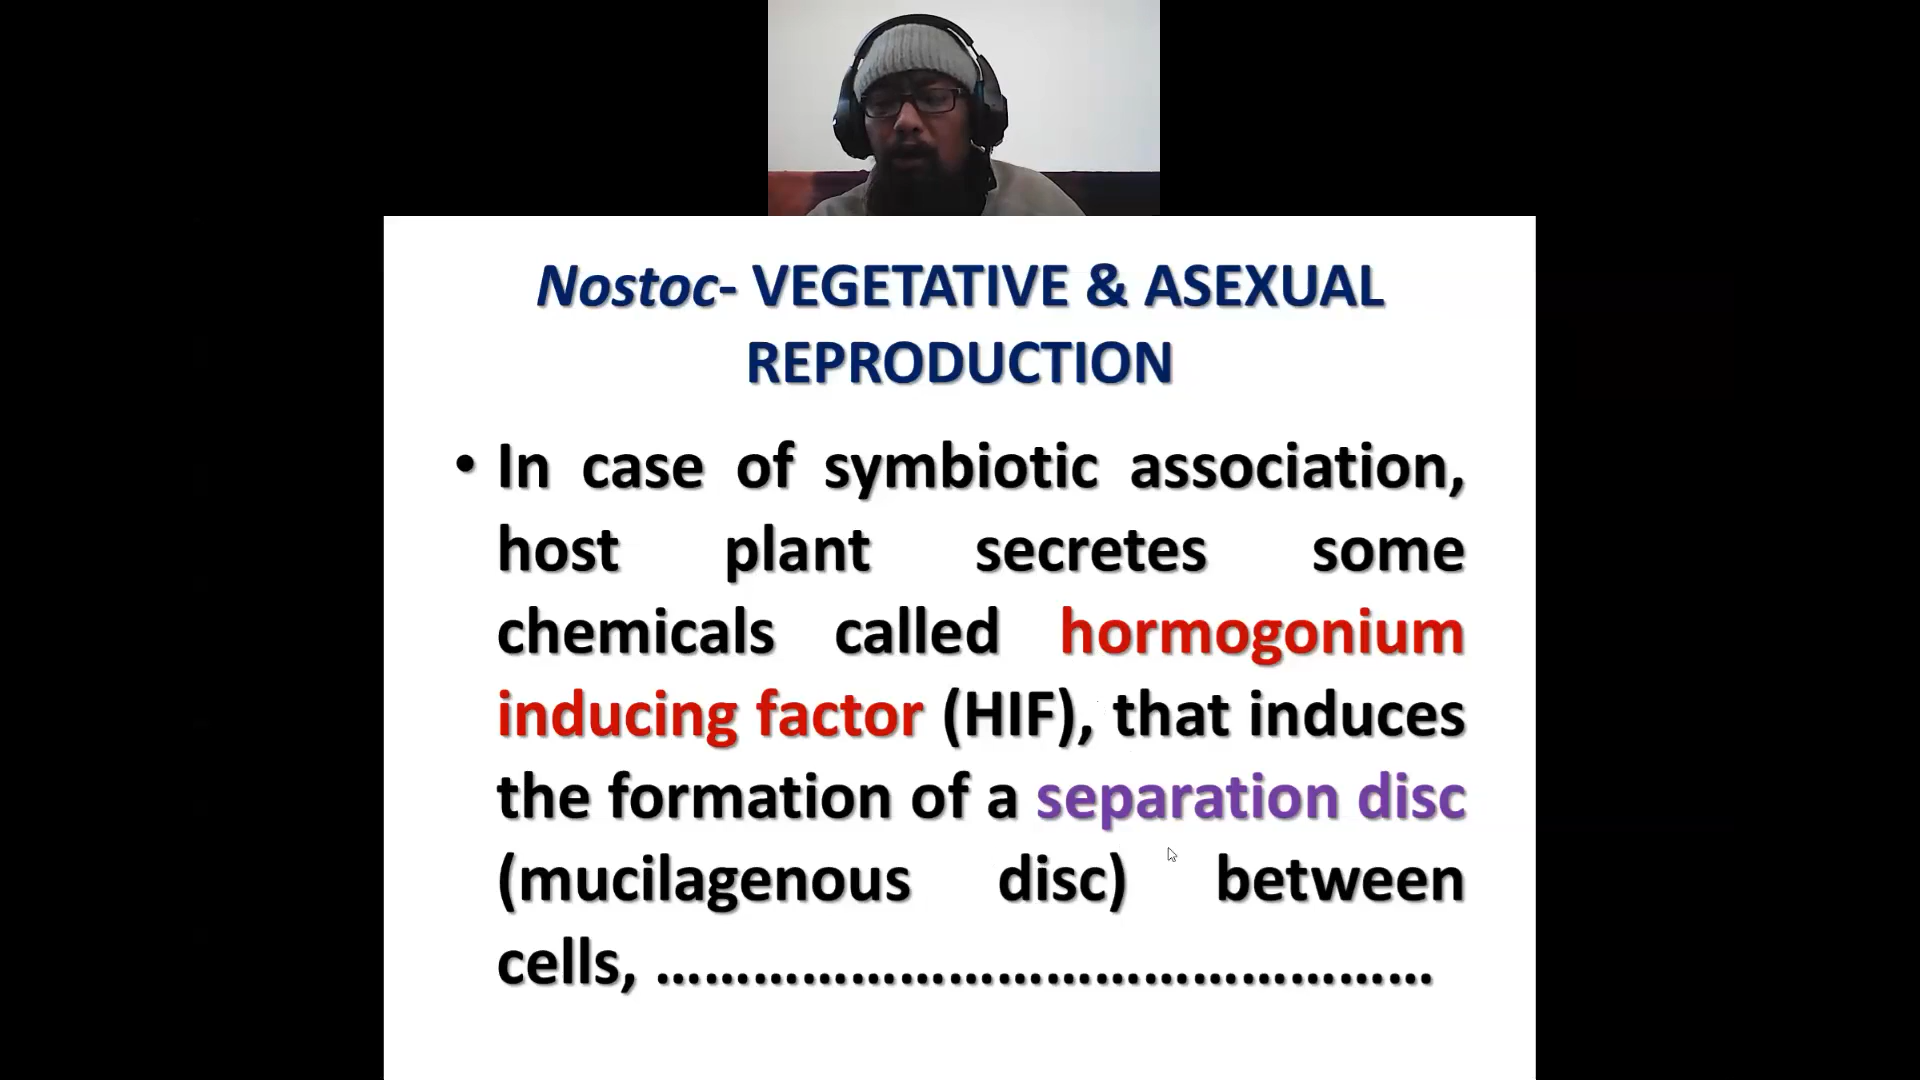 Nostoc- VEGETATIVE & ASEXUAL
REPRODUCTION
• In case of symbiotic association,
host plant secretes some
chemicals called hormogonium
inducing factor (HIF), that induces
the formation of a separation disc
(mucilagenous disc) between
cells, ................................................